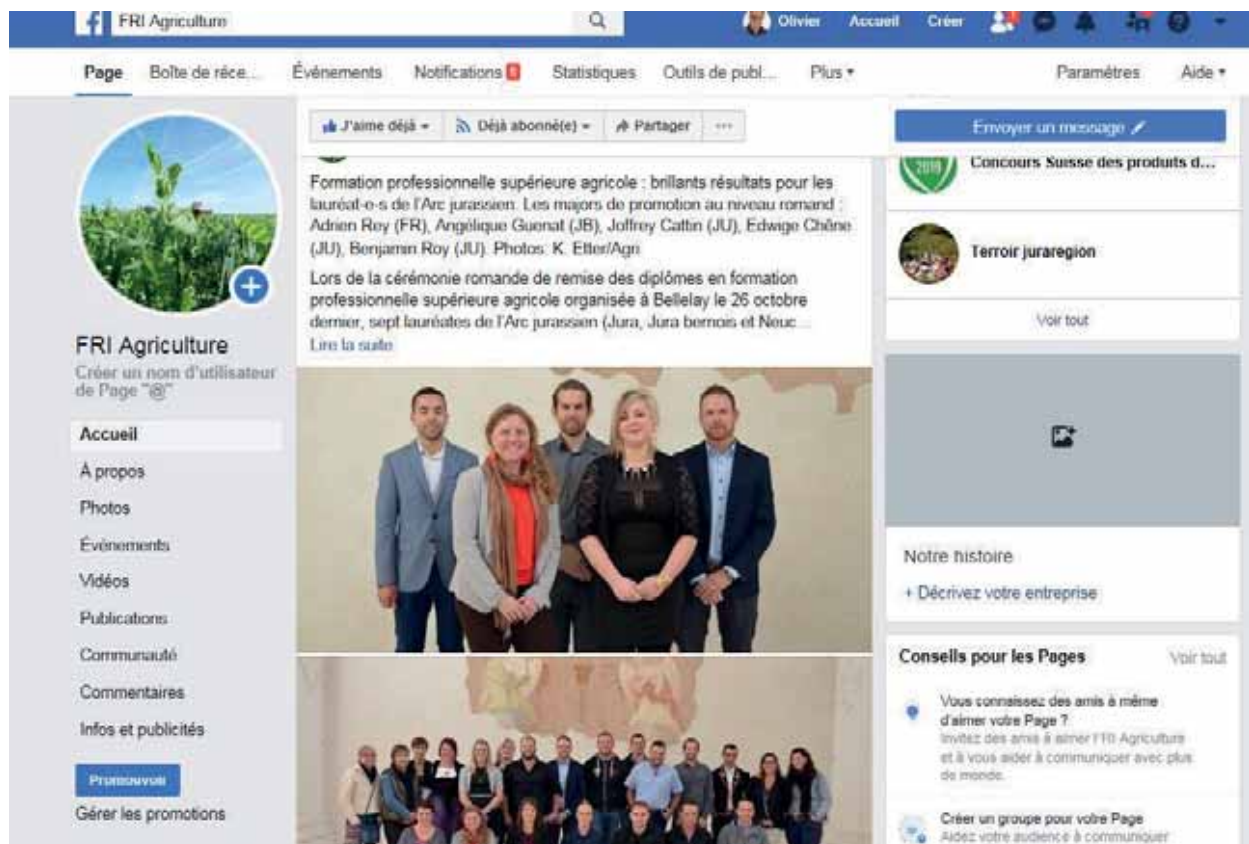 FRI Agriculture
Olivier
Accueil
Créer
Page
Boîte de réce...
Événements
Notifications
Statistiques
Outils de publ...
Plus
Paramètres
Aide
J'aime déjà
Déjà abonné(e)
Partager
Envoyer un message
Formation professionnelle supérieure agricole : brillants résultats pour les
lauréat-e-s de l'Arc jurassien. Les majors de promotion au niveau romand :
Adrien Rey (FR), Angélique Guenat (JB), Joffrey Cattin (JU), Edwige Chêne
(JU), Benjamin Roy (JU). Photos: K. Etter/Agri
Lors de la cérémonie romande de remise des diplômes en formation
professionnelle supérieure agricole organisée à Bellelay le 26 octobre
dernier, sept lauréates de l'Arc jurassien (Jura, Jura bernois et Neuc...
Lire la suite
FRI Agriculture
Créer un nom d'utilisateur
de Page "@"
Accueil
À propos
Photos
Événements
Vidéos
Publications
Communauté
Commentaires
Infos et publicités
Promouvoir
Gérer les promotions
2019
Concours Suisse des produits d...
Terroir juraregion
Voir tout
Notre histoire
+ Décrivez votre entreprise
Conseils pour les Pages
Voir tout
Vous connaissez des amis à même
d'aimer votre Page ?
Invitez des amis à aimer FRI Agriculture
et à vous aider à communiquer avec plus
de monde.
Créer un groupe pour votre Page
Aidez votre audience à communiquer